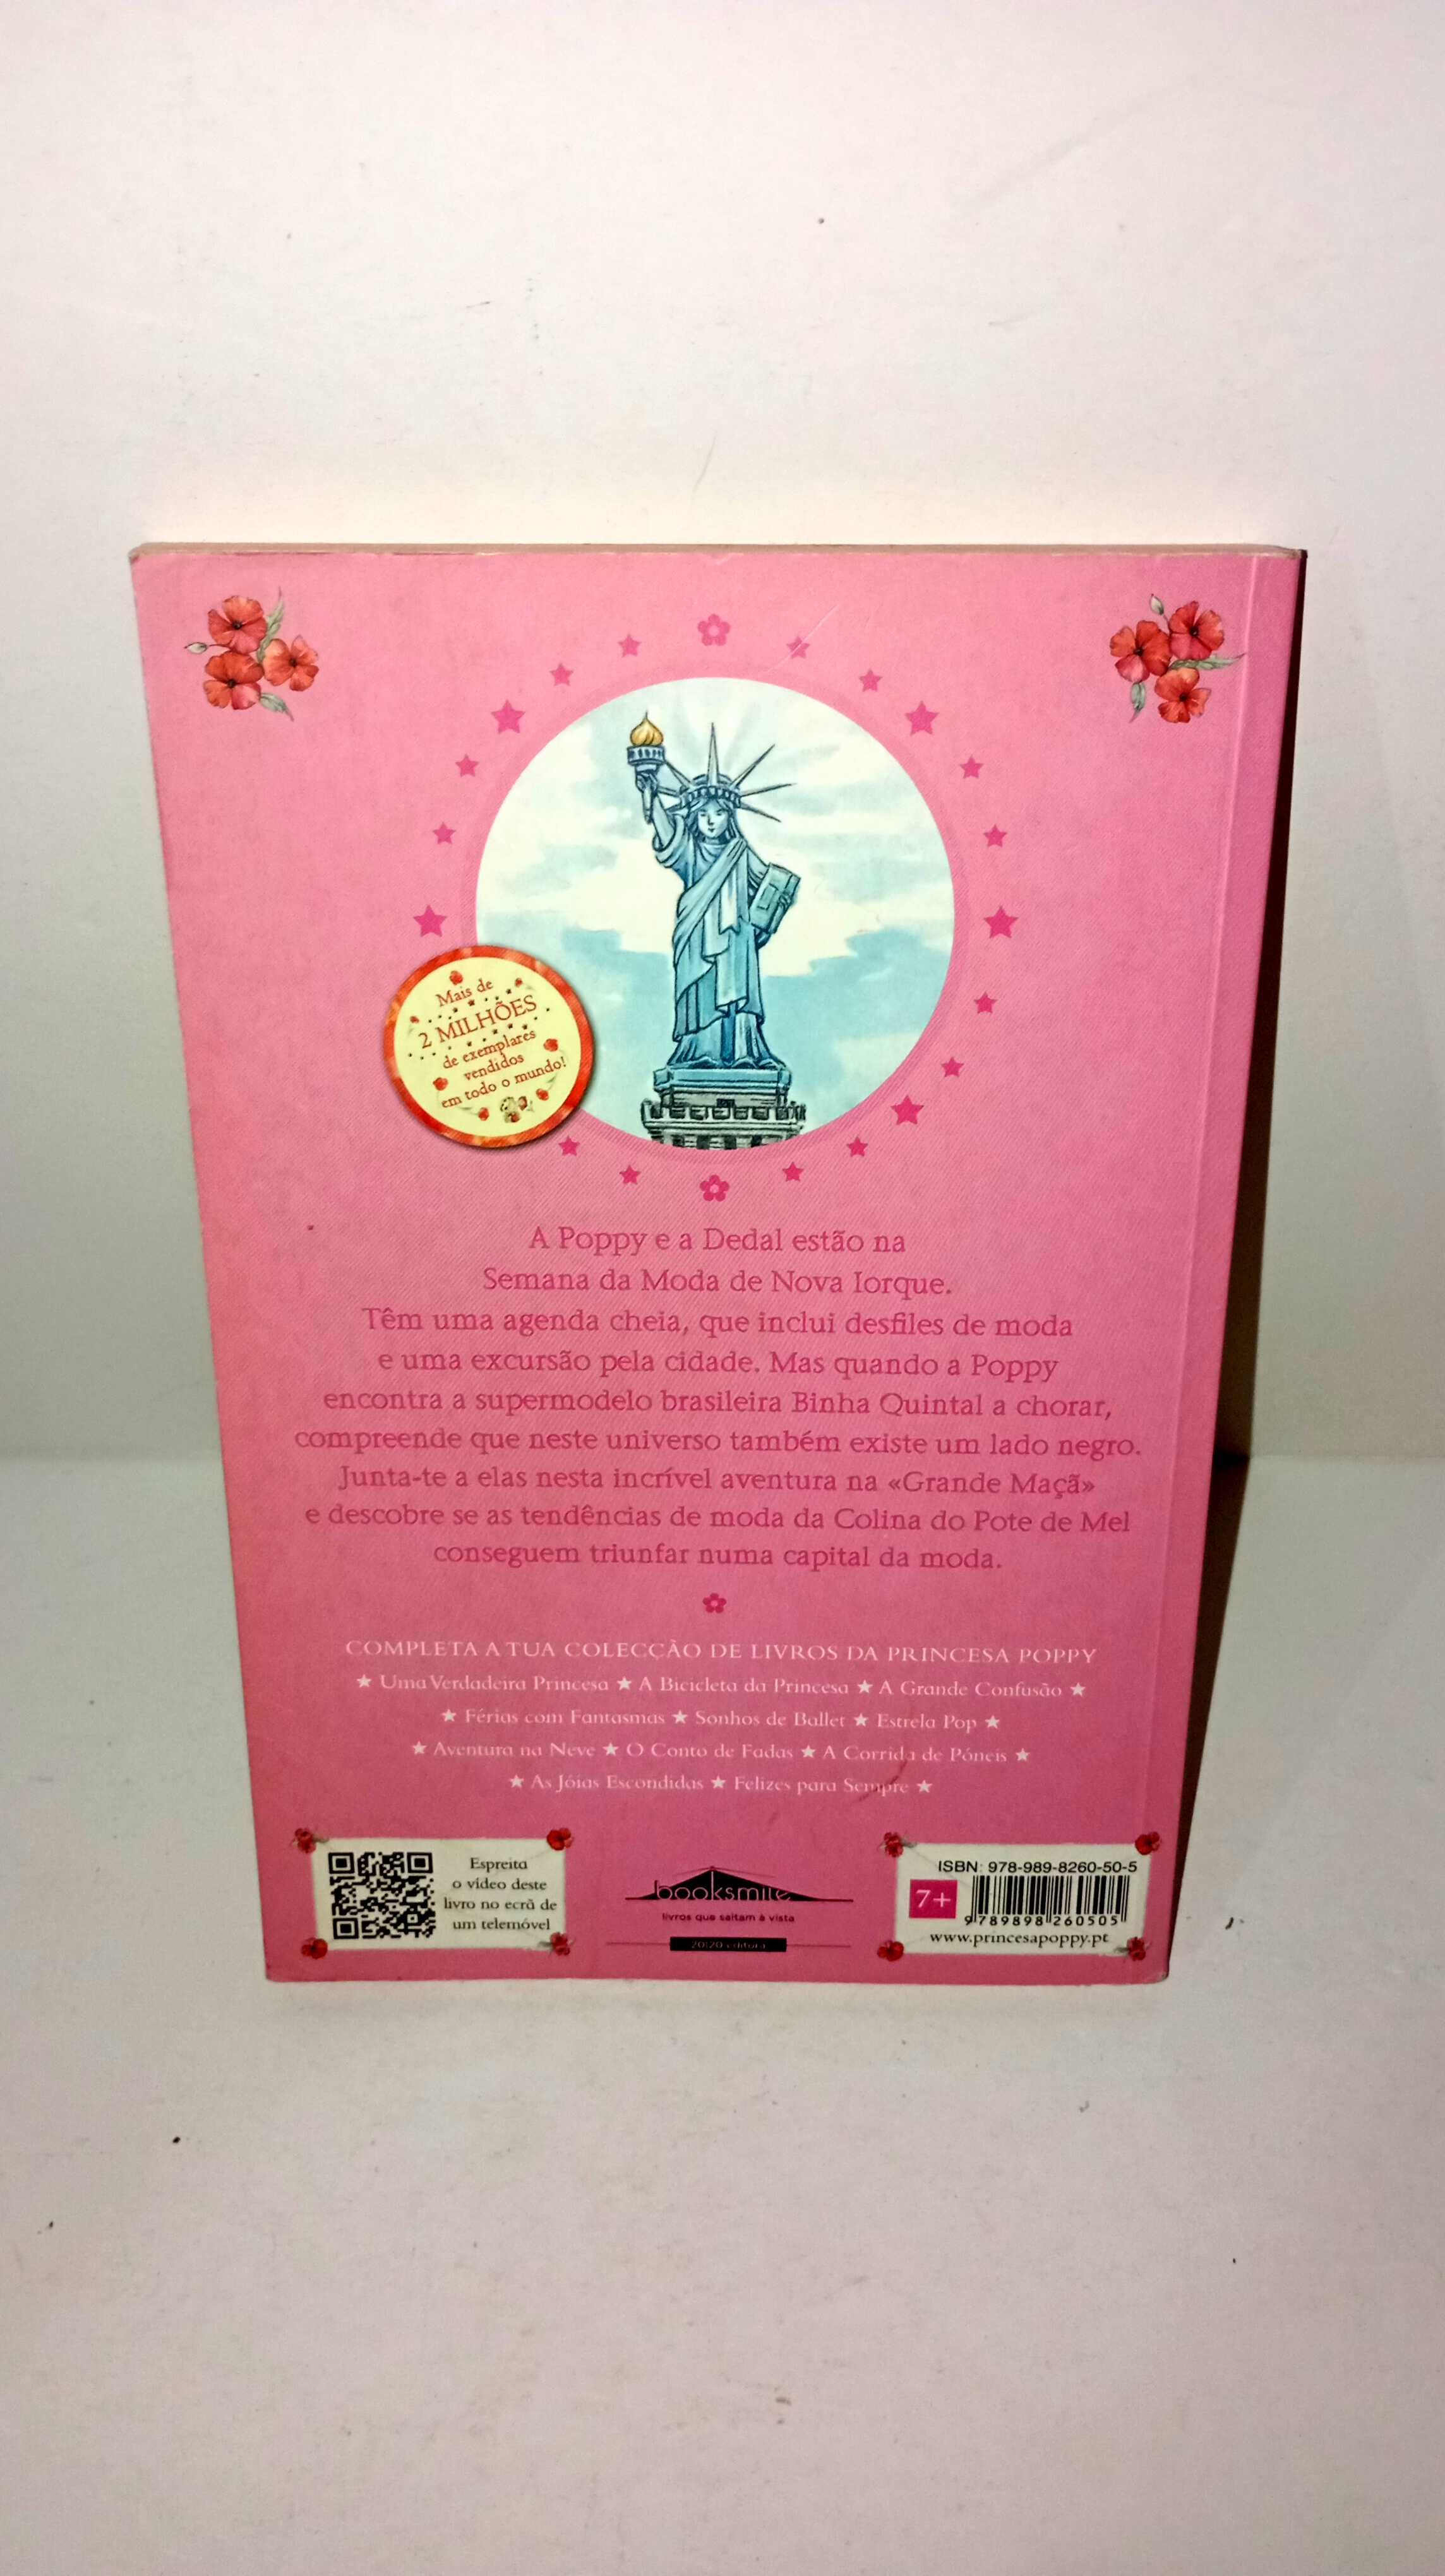 Mais de
2 MILHÕES
de exemplares
vendidos
em todo o mundo!
A Poppy e a Dedal estão na
Semana da Moda de Nova Iorque.
Têm uma agenda cheia, que inclui desfiles de moda
e uma excursão pela cidade. Mas quando a Poppy
encontra a supermodelo brasileira Binha Quintal a chorar,
compreende que neste universo também existe um lado negro.
Junta-te a elas nesta incrível aventura na «Grande Maçã»
e descobre se as tendências de moda da Colina do Pote de Mel
conseguem triunfar numa capital da moda.
COMPLETA A TUA COLECÇÃO DE LIVROS DA PRINCESA POPPY
★ Uma Verdadeira Princesa ★ A Bicicleta da Princesa ★ A Grande Confusão ★
★ Férias com Fantasmas ★ Sonhos de Ballet ★ Estrela Pop ★
★ Aventura na Neve ★ O Conto de Fadas ★ A Corrida de Póneis ★
★ As Jóias Escondidas ★ Felizes para Sempre ★
Espreita
o vídeo deste
livro no ecrã de
um telemóvel
booksmile
livros que saltam à vista
20|20 editora
ISBN: 978-989-8260-50-5
7+
9 789898 260505
www.princesapoppy.pt